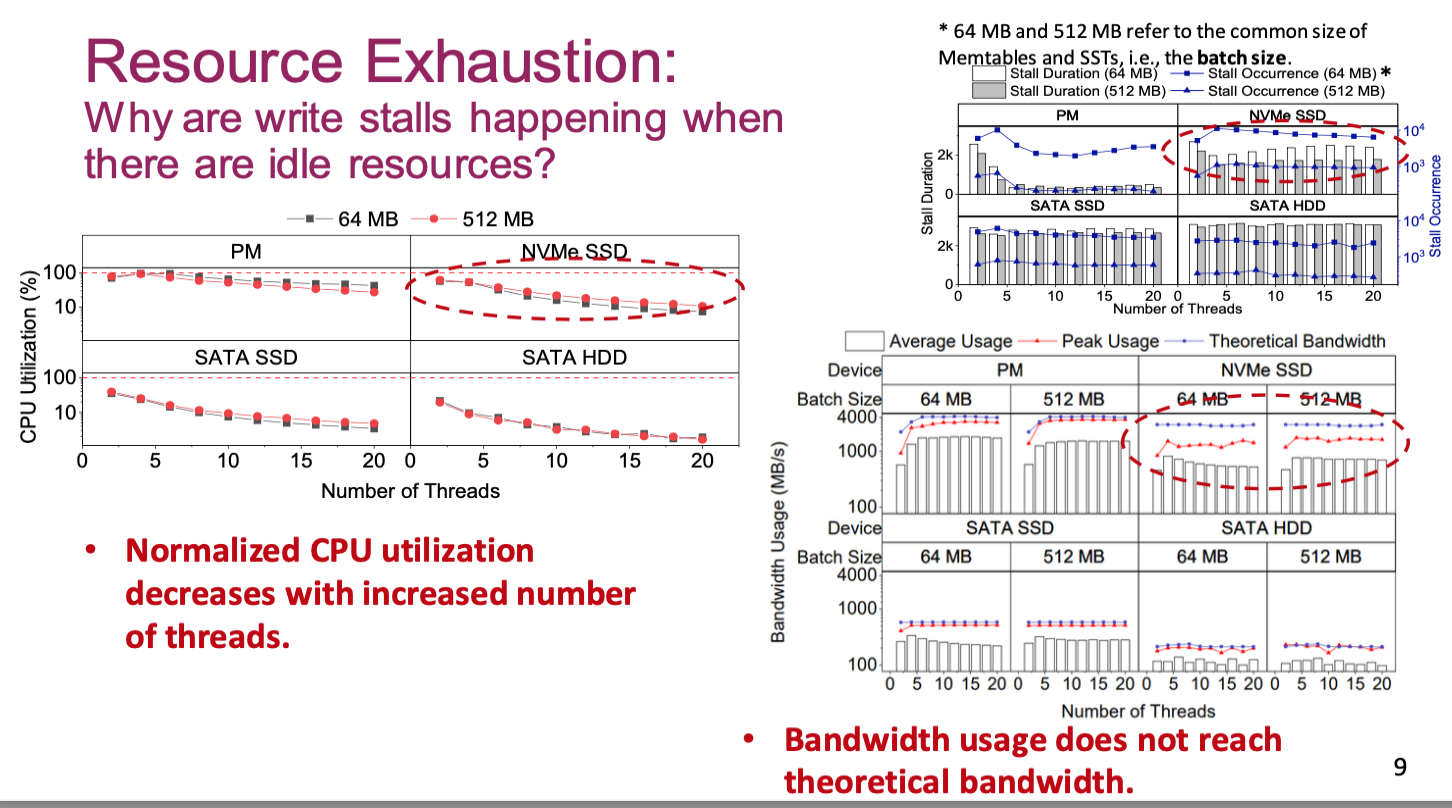 Resource Exhaustion:
Why are write stalls happening when
there are idle resources?
64 MB 512 MB
PM NVMe SSD
100
10
SATA SSD SATA HDD
100
10
CPU Utilization (%)
0 5 10 15 20 0 5 10 15 20
Number of Threads
• Normalized CPU utilization
decreases with increased number
of threads.
* 64 MB and 512 MB refer to the common size of
Memtables and SSTs, i.e., the batch size.
Stall Duration (64 MB) Stall Occurrence (64 MB) *
Stall Duration (512 MB) Stall Occurrence (512 MB)
PM NVMe SSD
2k
0
10⁴
10³
SATA SSD SATA HDD
2k
0
10⁴
10³
Stall Duration
Stall Occurrence
0 5 10 15 20 0 5 10 15 20
Number of Threads
Average Usage Peak Usage Theoretical Bandwidth
Device PM NVMe SSD
Batch Size 64 MB 512 MB 64 MB 512 MB
4000
1000
100
Device SATA SSD SATA HDD
Batch Size 64 MB 512 MB 64 MB 512 MB
4000
1000
100
Bandwidth Usage (MB/s)
0 5 10 15 20 0 5 10 15 20 0 5 10 15 20 0 5 10 15 20
Number of Threads
• Bandwidth usage does not reach
theoretical bandwidth.
9